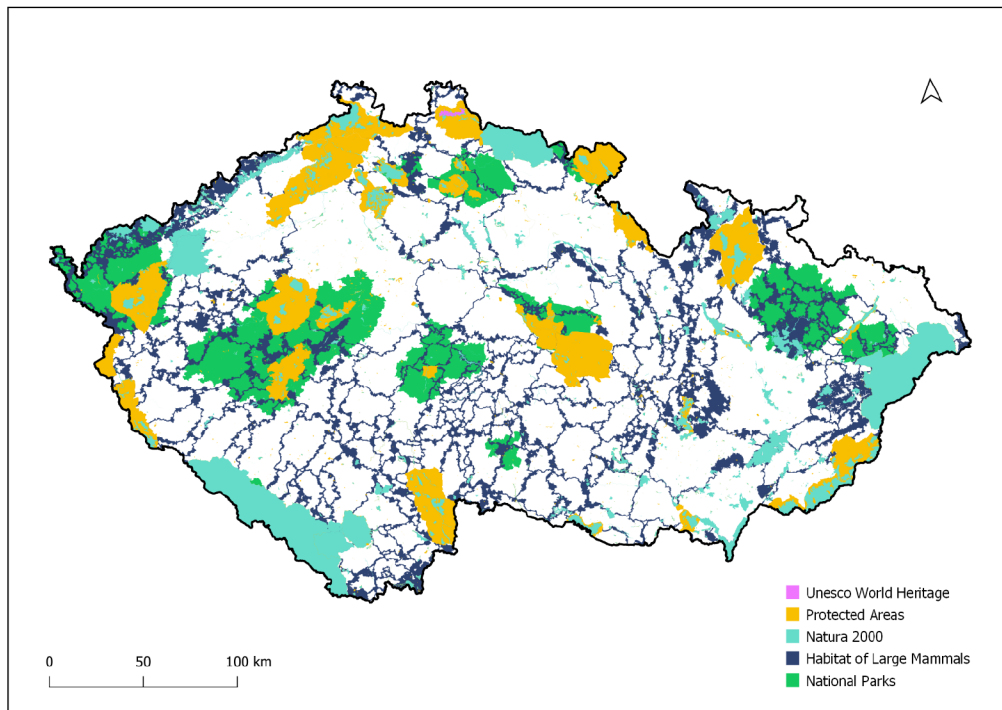 Unesco World Heritage
Protected Areas
Natura 2000
Habitat of Large Mammals
National Parks
0 50 100 km